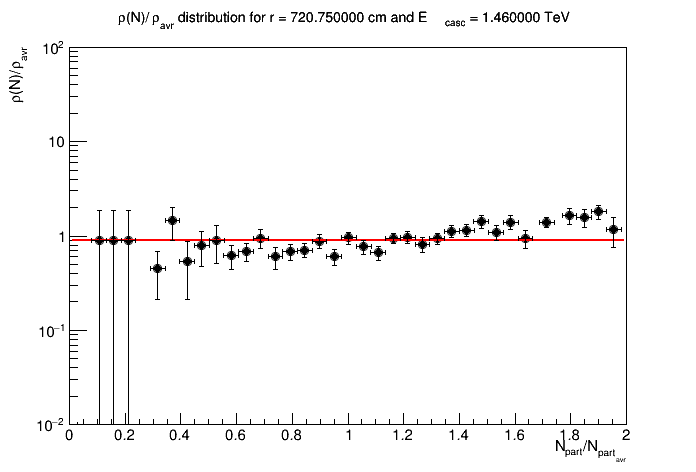 ρ(N)/ρavr distribution for r = 720.750000 cm and E casc = 1.460000 TeV
ρ(N)/ρavr
10²
10
1
10⁻¹
10⁻²
0 0.2 0.4 0.6 0.8 1 1.2 1.4 1.6 1.8 2
Npart/Npartavr